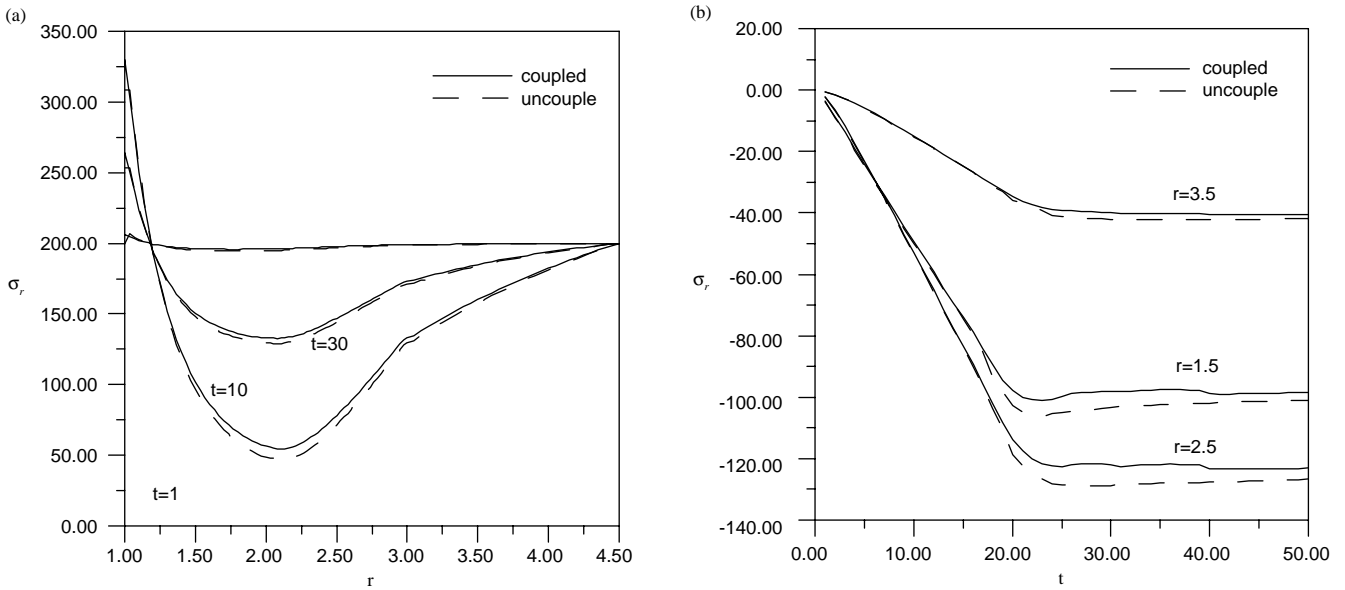 (a)
350.00
300.00
250.00
200.00
150.00
100.00
50.00
0.00
σr
coupled
uncouple
t=30
t=10
t=1
1.00 1.50 2.00 2.50 3.00 3.50 4.00 4.50
r
(b)
20.00
0.00
-20.00
-40.00
-60.00
-80.00
-100.00
-120.00
-140.00
σr
coupled
uncouple
r=3.5
r=1.5
r=2.5
0.00 10.00 20.00 30.00 40.00 50.00
t